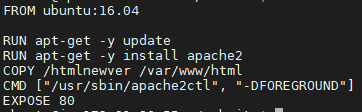 FROM ubuntu:16.04
RUN apt-get -y update
RUN apt-get -y install apache2
COPY /htmlnewver /var/www/html
CMD ["/usr/sbin/apache2ctl", "-DFOREGROUND"]
EXPOSE 80